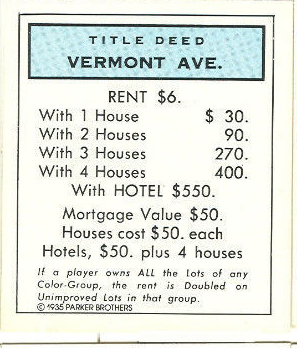 TITLE DEED
VERMONT AVE.
RENT $6.
With 1 House $ 30.
With 2 Houses 90.
With 3 Houses 270.
With 4 Houses 400.
With HOTEL $550.
Mortgage Value $50.
Houses cost $50. each
Hotels, $50. plus 4 houses
If a player owns ALL the lots of any
Color-Group, the rent is Doubled on
Unimproved Lots in that group.
© 1935 PARKER BROTHERS